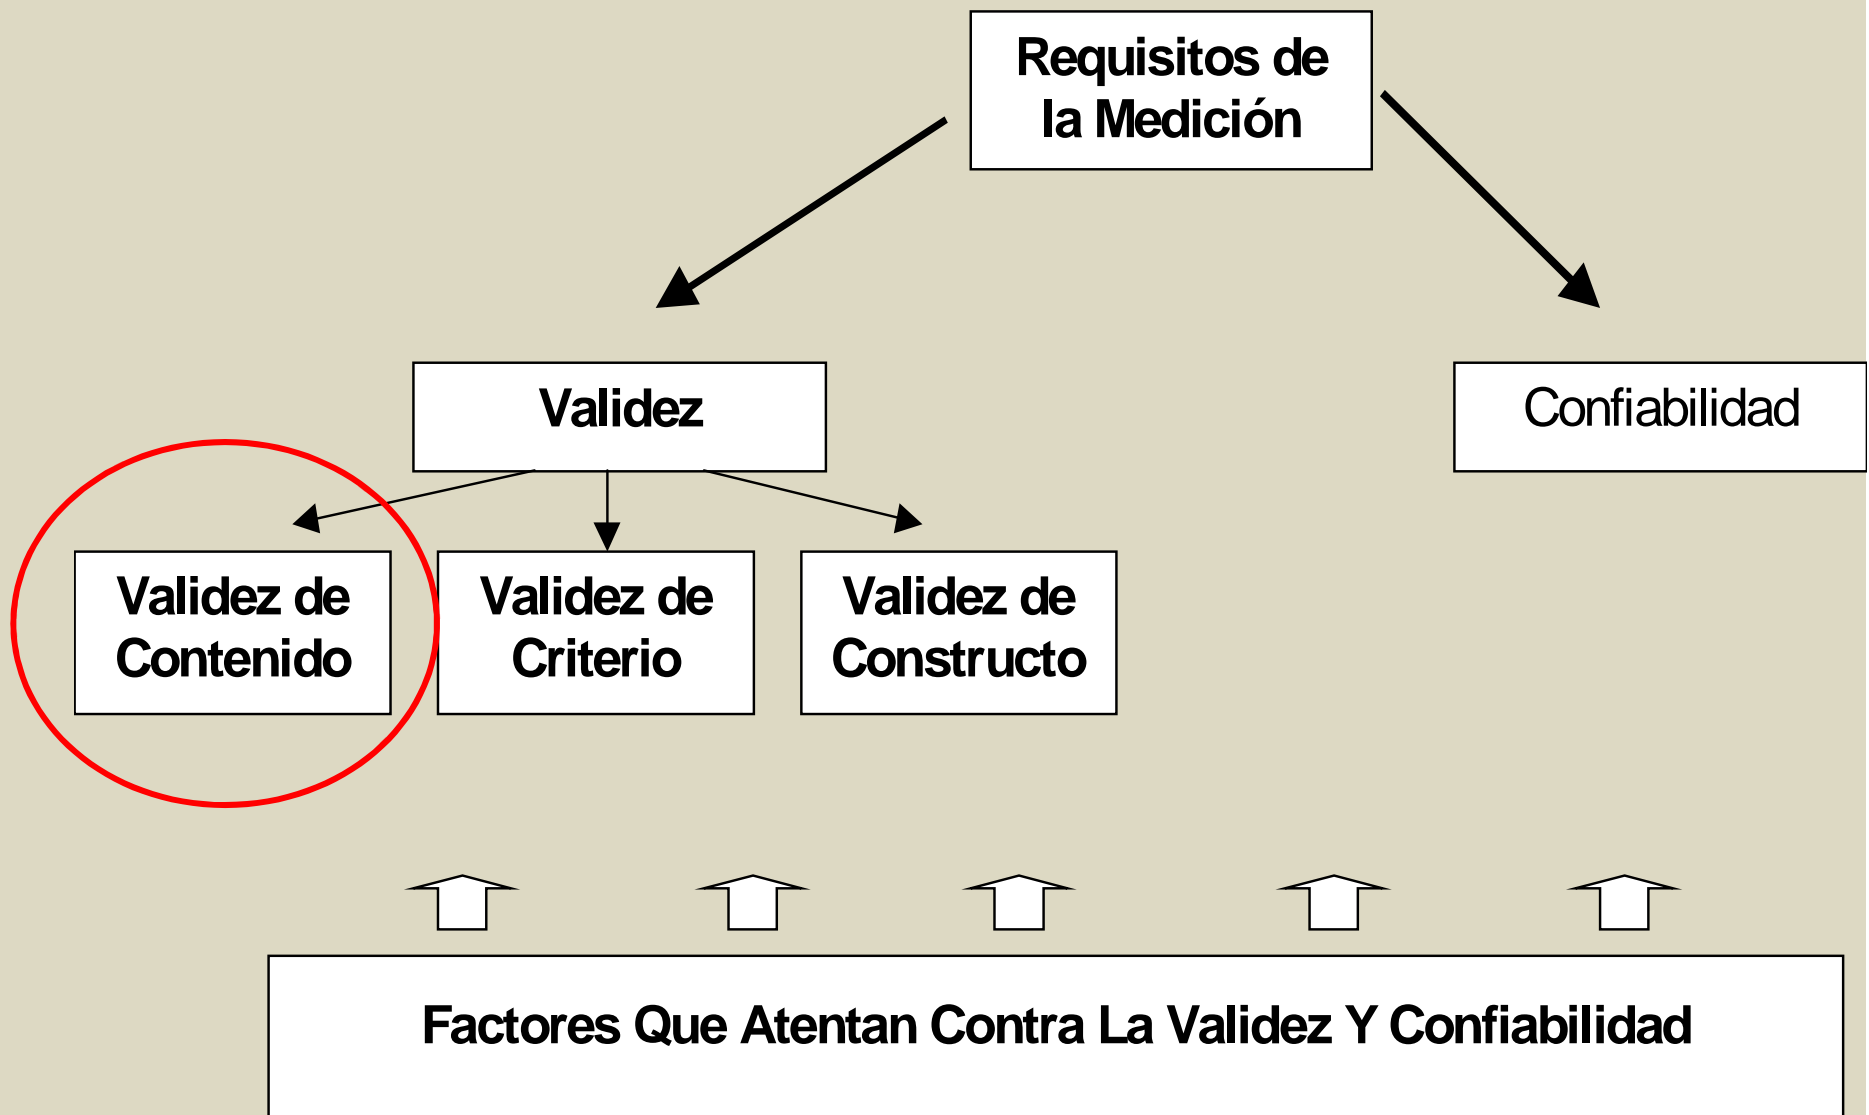 Requisitos de
la Medición
Validez
Confiabilidad
Validez de
Contenido
Validez de
Criterio
Validez de
Constructo
Factores Que Atentan Contra La Validez Y Confiabilidad